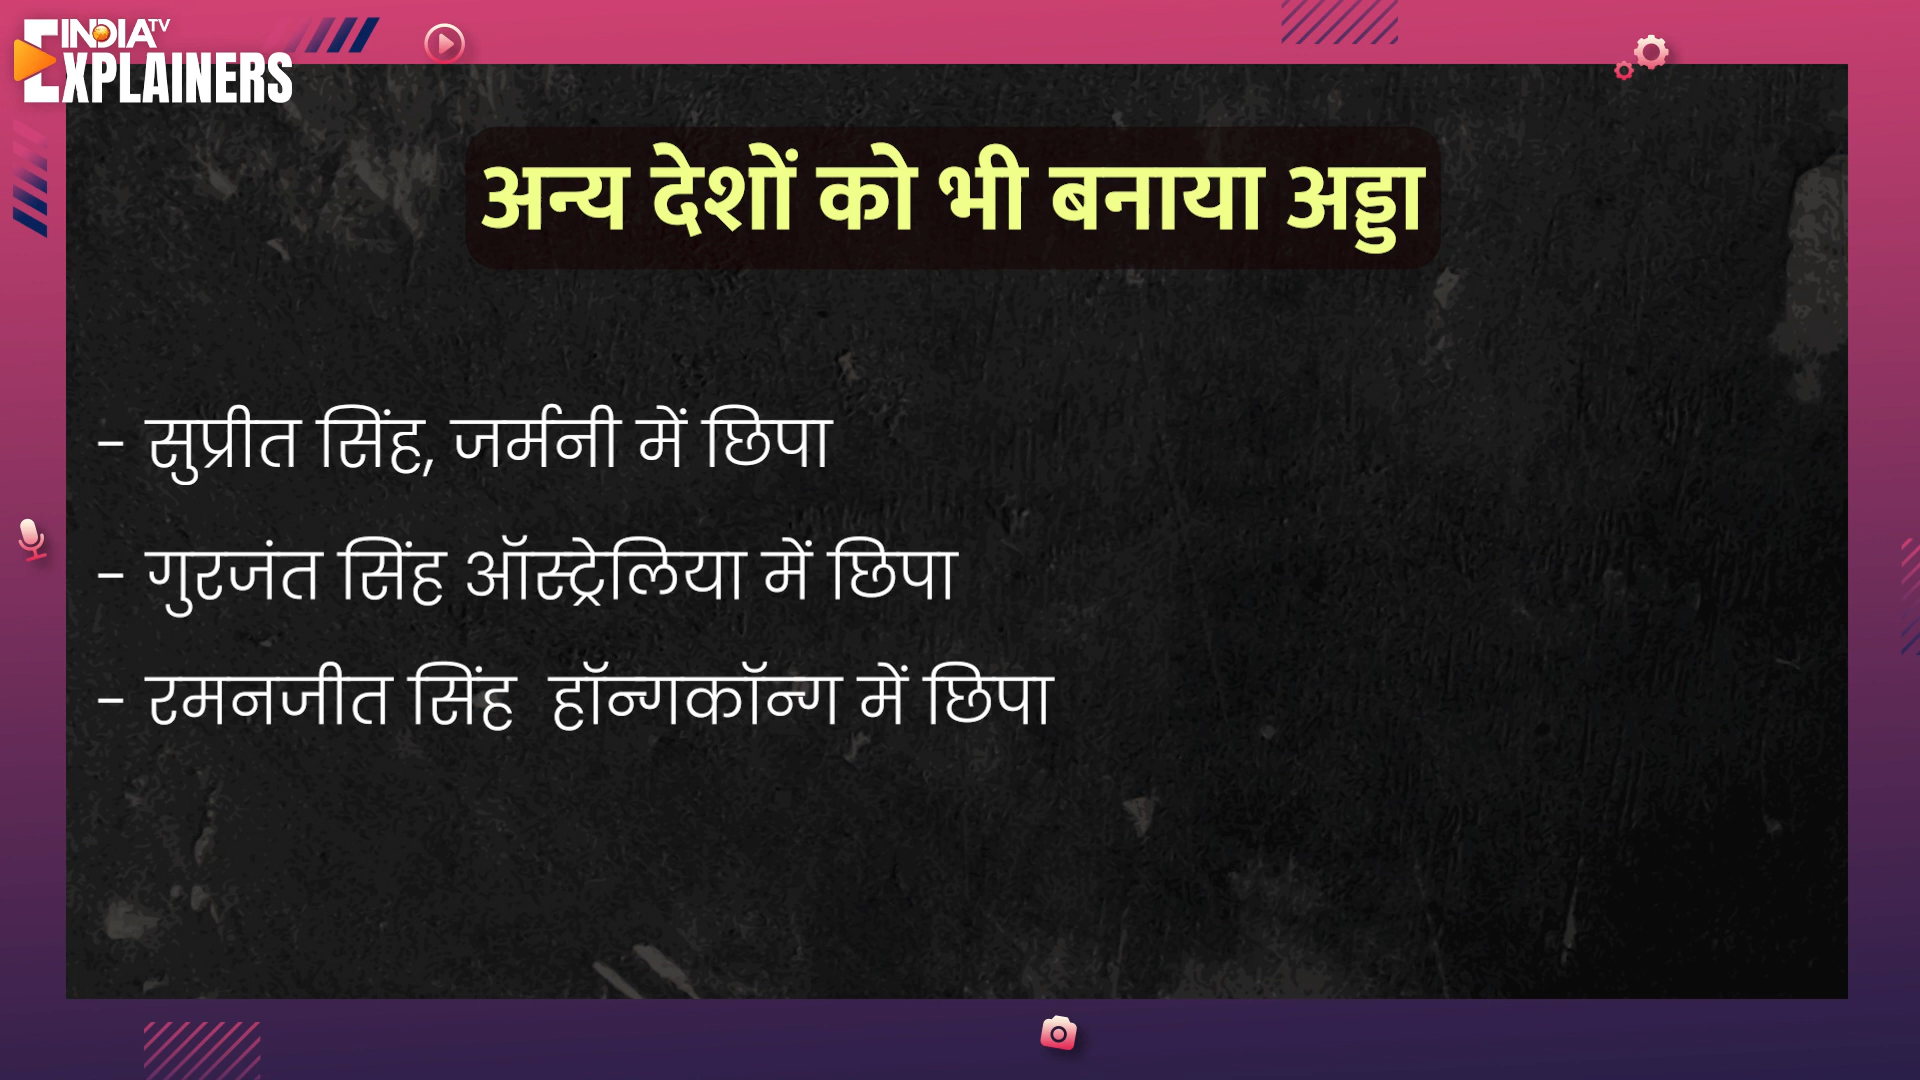 INDIA TV
EXPLAINERS
अन्य देशों को भी बनाया अड्डा
- सुप्रीत सिंह, जर्मनी में छिपा
- गुरजंत सिंह ऑस्ट्रेलिया में छिपा
- रमनजीत सिंह हॉन्गकॉन्ग में छिपा